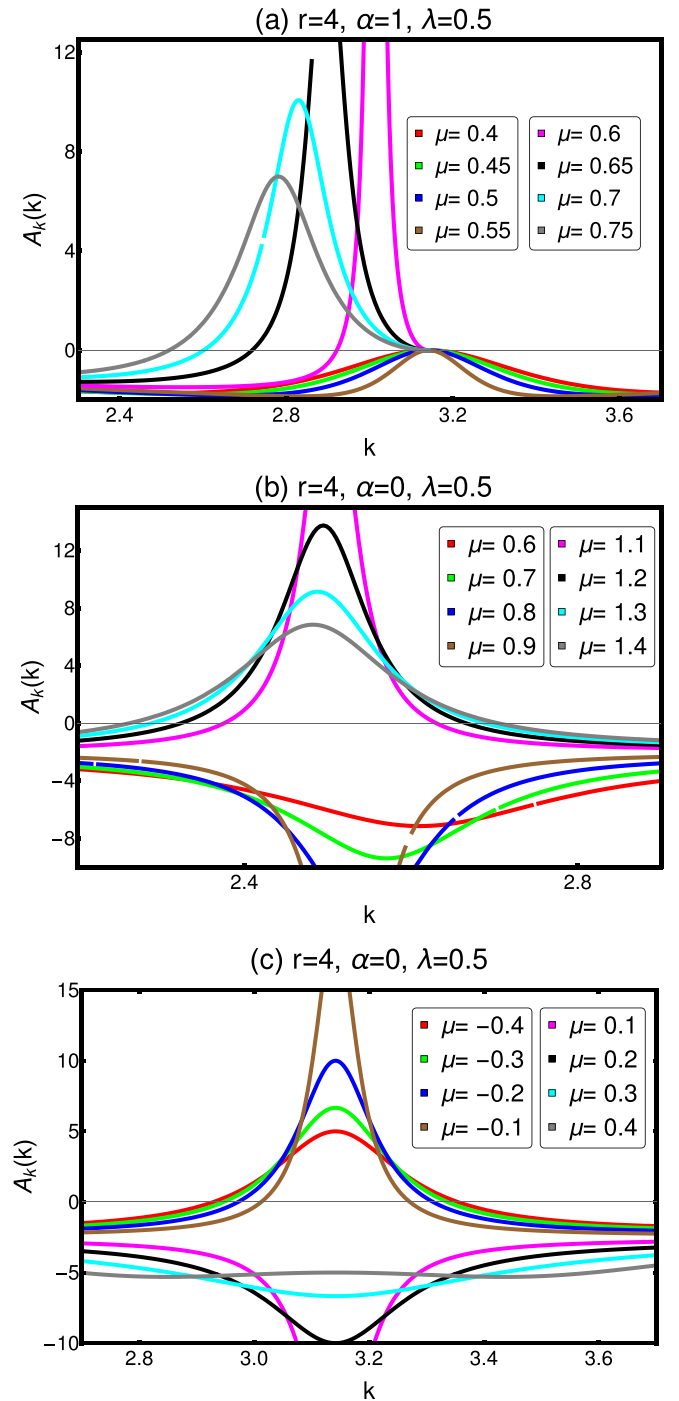 (a) r=4, α=1, λ=0.5
12
8
4
0
A_k(k)
μ= 0.4
μ= 0.45
μ= 0.5
μ= 0.55
μ= 0.6
μ= 0.65
μ= 0.7
μ= 0.75
2.4 2.8 3.2 3.6
k
(b) r=4, α=0, λ=0.5
12
8
4
0
−4
−8
A_k(k)
μ= 0.6
μ= 0.7
μ= 0.8
μ= 0.9
μ= 1.1
μ= 1.2
μ= 1.3
μ= 1.4
2.4 2.8
k
(c) r=4, α=0, λ=0.5
15
10
5
0
−5
−10
A_k(k)
μ= −0.4
μ= −0.3
μ= −0.2
μ= −0.1
μ= 0.1
μ= 0.2
μ= 0.3
μ= 0.4
2.8 3.0 3.2 3.4 3.6
k